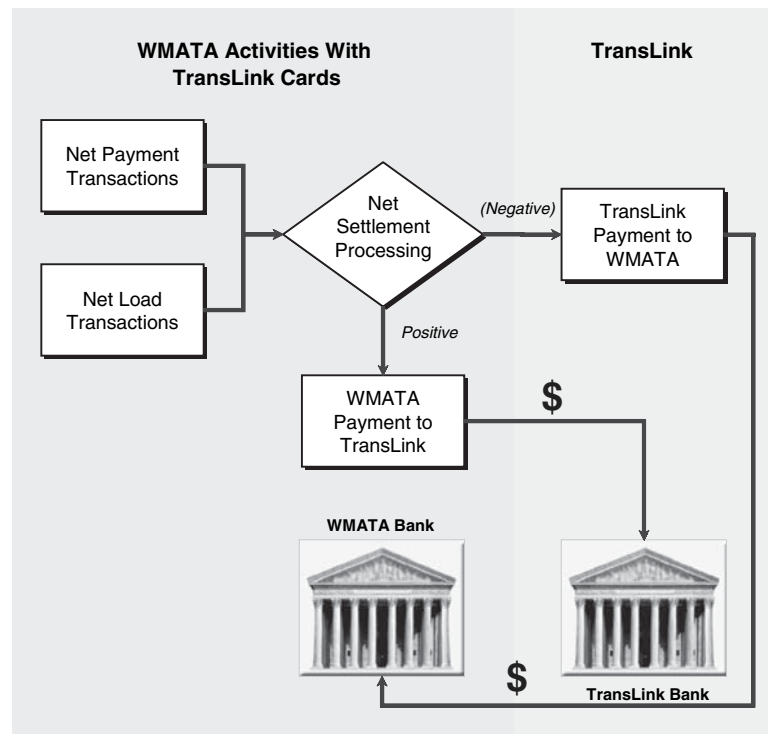 WMATA Activities With
TransLink Cards
TransLink
Net Payment
Transactions
Net Load
Transactions
Net
Settlement
Processing
(Negative)
TransLink
Payment to
WMATA
Positive
WMATA
Payment to
TransLink
$
WMATA Bank
$
TransLink Bank